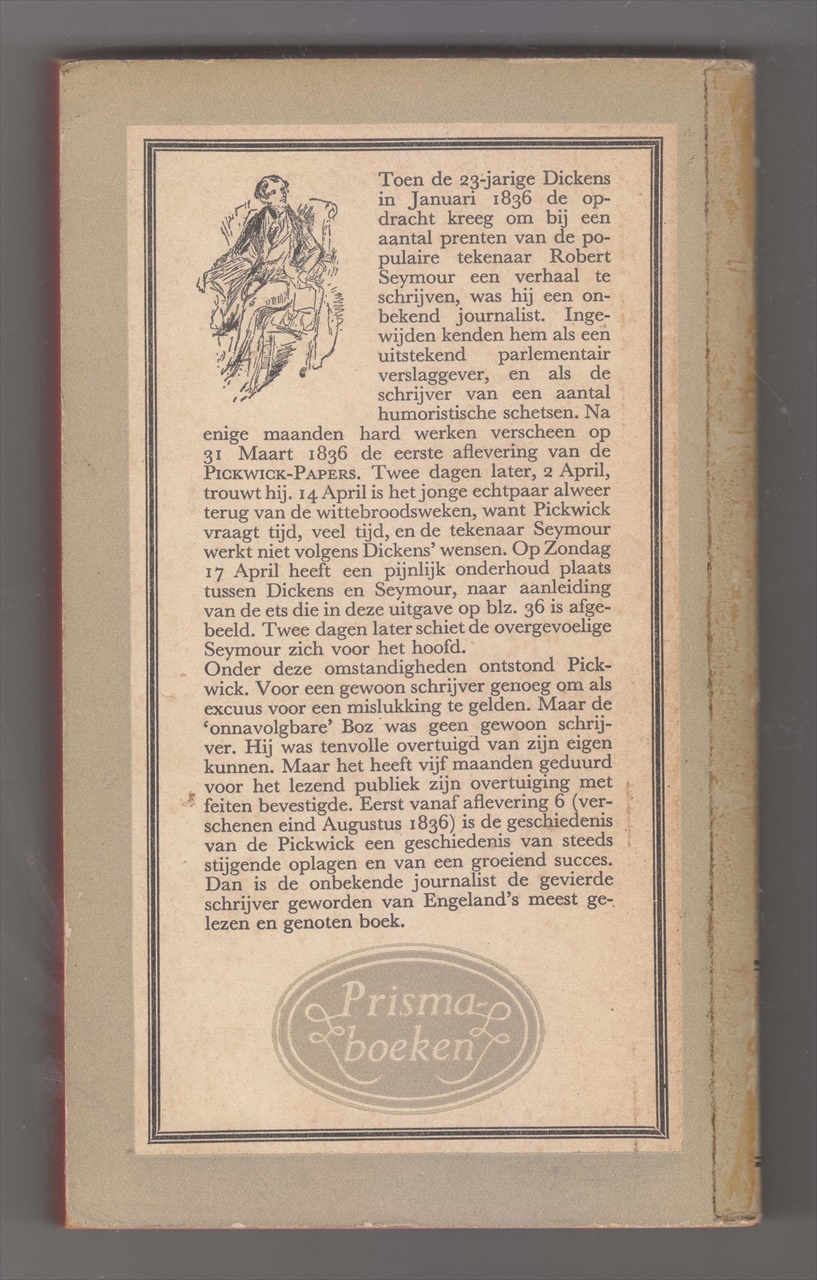 Toen de 23-jarige Dickens
in Januari 1836 de op-
dracht kreeg om bij een
aantal prenten van de po-
pulaire tekenaar Robert
Seymour een verhaal te
schrijven, was hij een on-
bekend journalist. Inge-
wijden kenden hem als een
uitstekend parlementair
verslaggever, en als de
schrijver van een aantal
humoristische schetsen. Na
enige maanden hard werken verscheen op
31 Maart 1836 de eerste aflevering van de
PICKWICK-PAPERS. Twee dagen later, 2 April,
trouwt hij. 14 April is het jonge echtpaar alweer
terug van de wittebroodsweken, want Pickwick
vraagt tijd, veel tijd, en de tekenaar Seymour
werkt niet volgens Dickens' wensen. Op Zondag
17 April heeft een pijnlijk onderhoud plaats
tussen Dickens en Seymour, naar aanleiding
van de ets die in deze uitgave op blz. 36 is afge-
beeld. Twee dagen later schiet de overgevoelige
Seymour zich voor het hoofd.
Onder deze omstandigheden ontstond Pick-
wick. Voor een gewoon schrijver genoeg om als
excuus voor een mislukking te gelden. Maar de
‘onnavolgbare’ Boz was geen gewoon schrij-
ver. Hij was tenvolle overtuigd van zijn eigen
kunnen. Maar het heeft vijf maanden geduurd
voor het lezend publiek zijn overtuiging met
feiten bevestigde. Eerst vanaf aflevering 6 (ver-
schenen eind Augustus 1836) is de geschiedenis
van de Pickwick een geschiedenis van steeds
stijgende oplagen en van een groeiend succes.
Dan is de onbekende journalist de gevierde
schrijver geworden van Engeland's meest ge-
lezen en genoten boek.
Prisma-
boeken